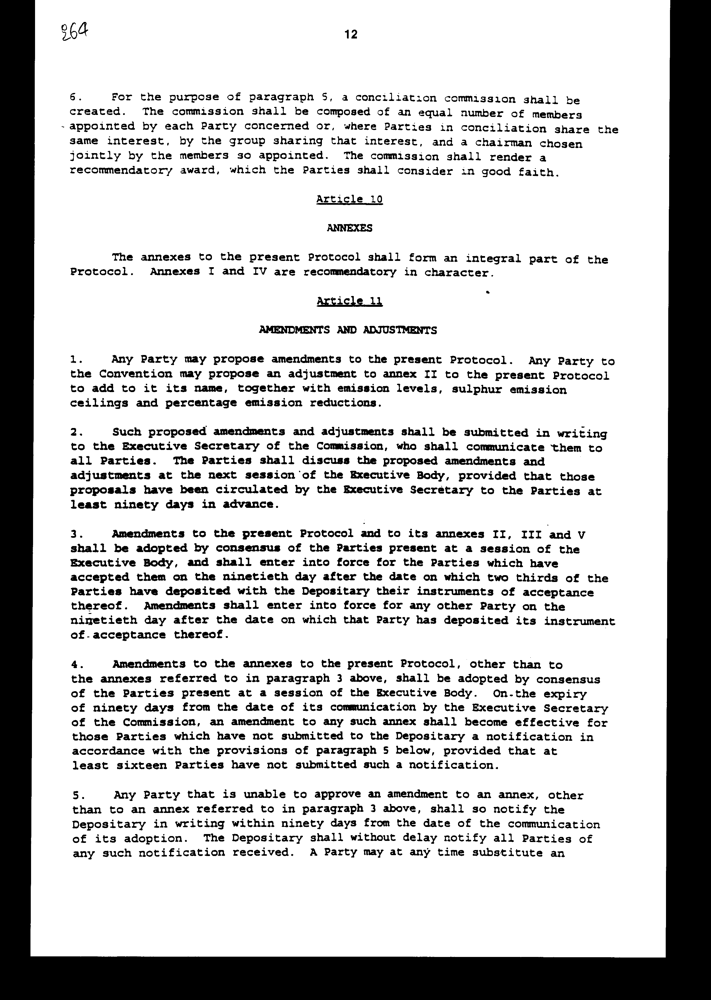 264
12
6. For the purpose of paragraph 5, a conciliation commission shall be
created. The commission shall be composed of an equal number of members
appointed by each Party concerned or, where Parties in conciliation share the
same interest, by the group sharing that interest, and a chairman chosen
jointly by the members so appointed. The commission shall render a
recommendatory award, which the Parties shall consider in good faith.
Article 10
ANNEXES
The annexes to the present Protocol shall form an integral part of the
Protocol. Annexes I and IV are recommendatory in character.
Article 11
AMENDMENTS AND ADJUSTMENTS
1. Any Party may propose amendments to the present Protocol. Any Party to
the Convention may propose an adjustment to annex II to the present Protocol
to add to it its name, together with emission levels, sulphur emission
ceilings and percentage emission reductions.
2. Such proposed amendments and adjustments shall be submitted in writing
to the Executive Secretary of the Commission, who shall communicate them to
all Parties. The Parties shall discuss the proposed amendments and
adjustments at the next session of the Executive Body, provided that those
proposals have been circulated by the Executive Secretary to the Parties at
least ninety days in advance.
3. Amendments to the present Protocol and to its annexes II, III and V
shall be adopted by consensus of the Parties present at a session of the
Executive Body, and shall enter into force for the Parties which have
accepted them on the ninetieth day after the date on which two thirds of the
Parties have deposited with the Depositary their instruments of acceptance
thereof. Amendments shall enter into force for any other Party on the
ninetieth day after the date on which that Party has deposited its instrument
of acceptance thereof.
4. Amendments to the annexes to the present Protocol, other than to
the annexes referred to in paragraph 3 above, shall be adopted by consensus
of the Parties present at a session of the Executive Body. On the expiry
of ninety days from the date of its communication by the Executive Secretary
of the Commission, an amendment to any such annex shall become effective for
those Parties which have not submitted to the Depositary a notification in
accordance with the provisions of paragraph 5 below, provided that at
least sixteen Parties have not submitted such a notification.
5. Any Party that is unable to approve an amendment to an annex, other
than to an annex referred to in paragraph 3 above, shall so notify the
Depositary in writing within ninety days from the date of the communication
of its adoption. The Depositary shall without delay notify all Parties of
any such notification received. A Party may at any time substitute an